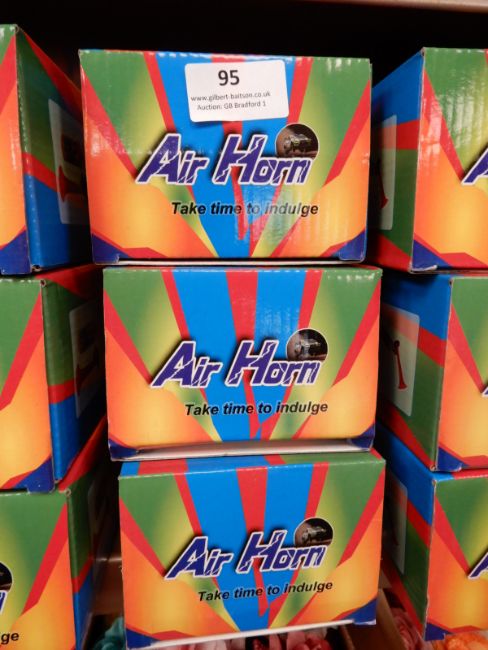 95
www.gilbert-baitson.co.uk
Auction: GB Bradford 1
Air Horn
Take time to indulge
Air Horn
Take time to indulge
Air Horn
Take time to indulge
ge